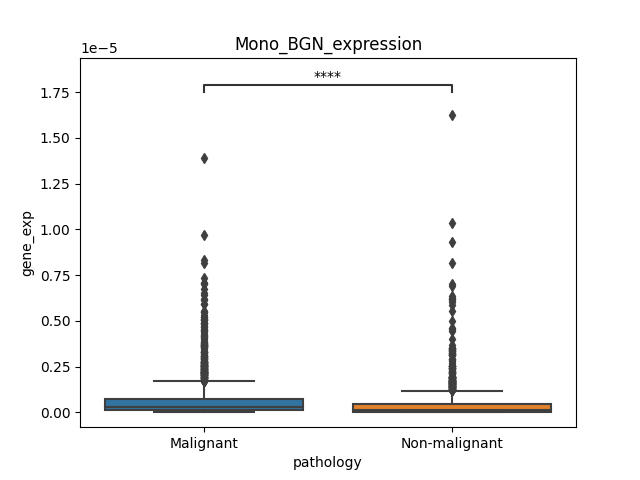 Mono_BGN_expression
1e−5
****
1.75
1.50
1.25
1.00
0.75
0.50
0.25
0.00
gene_exp
Malignant
Non-malignant
pathology